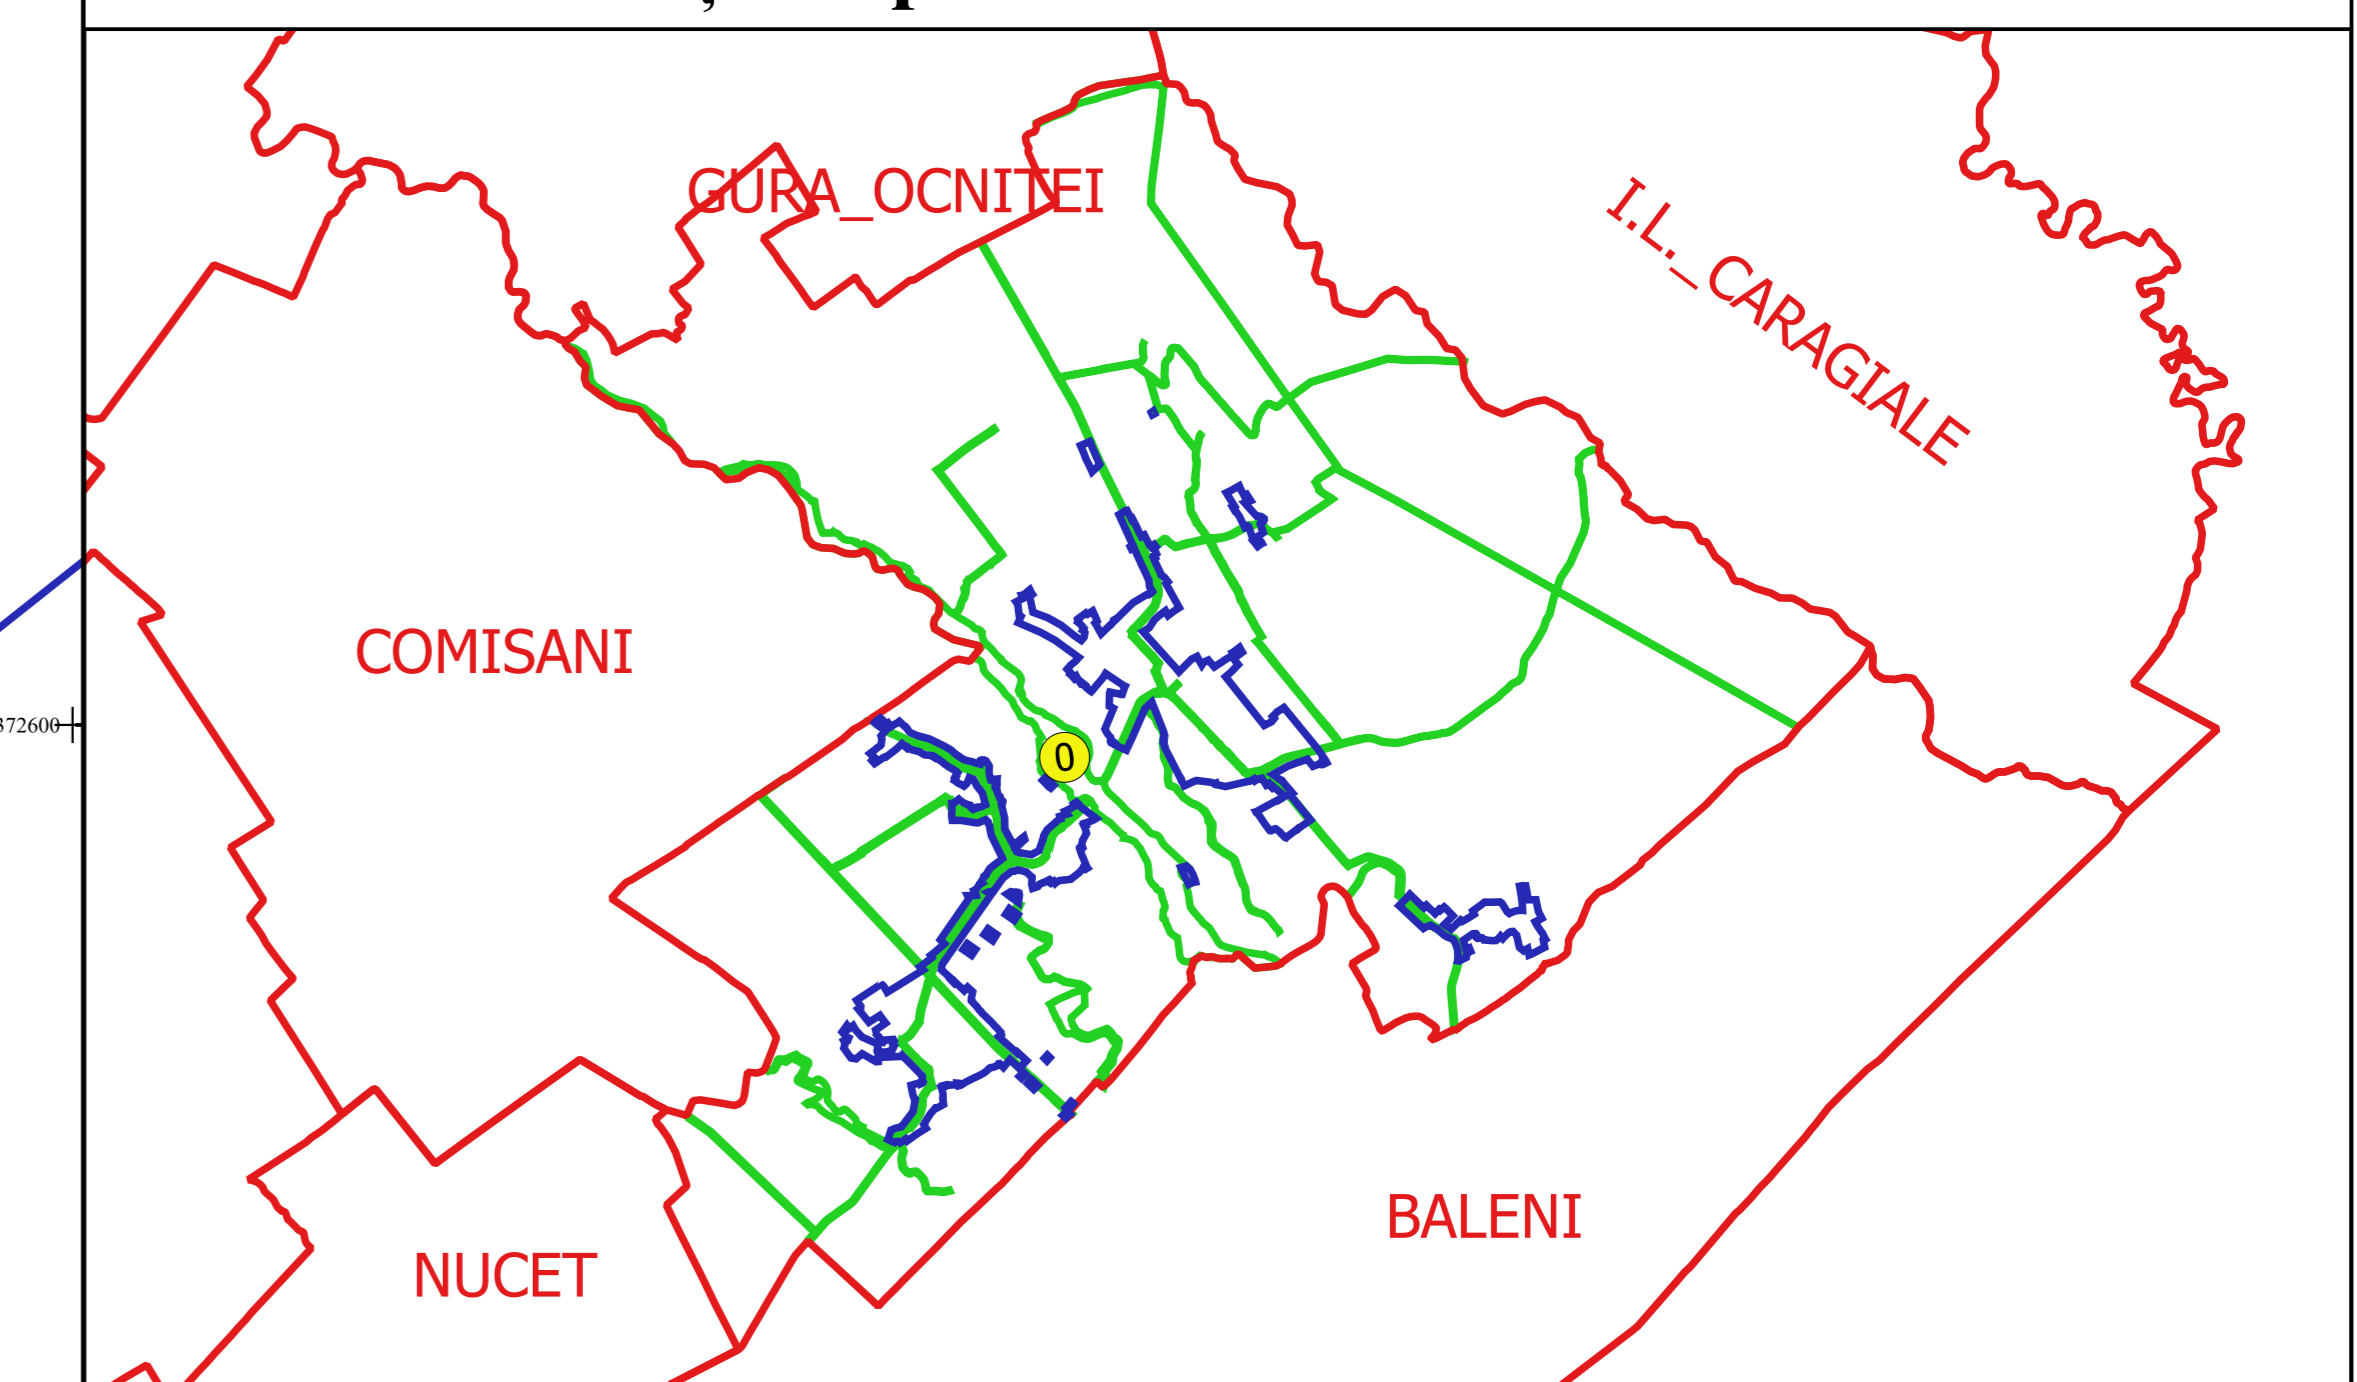 GURA_OCNITEI
I.L._CARAGIALE
COMISANI
372600
0
BALENI
NUCET